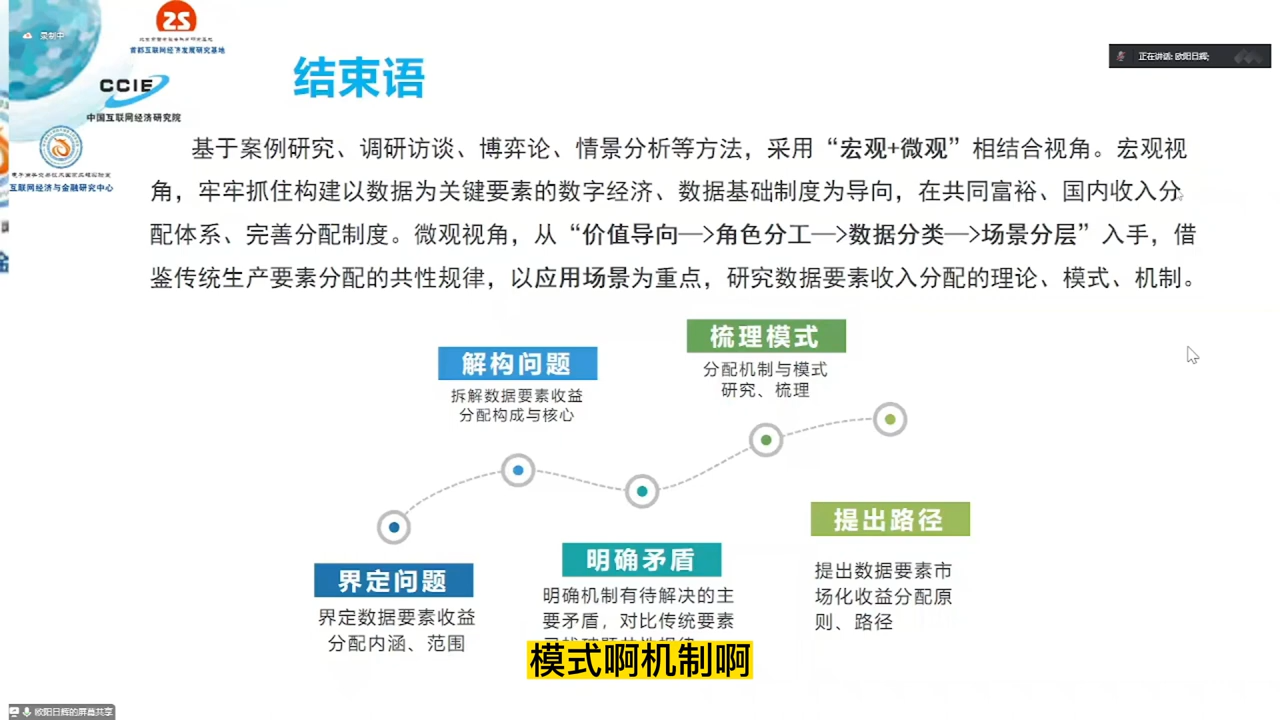 录制中
2S
首都互联网经济发展研究基地
CCIE
中国互联网经济研究院
互联网经济与金融研究中心
正在讲话: 欧阳日辉;
结束语
基于案例研究、调研访谈、博弈论、情景分析等方法，采用“宏观+微观”相结合视角。宏观视
角，牢牢抓住构建以数据为关键要素的数字经济、数据基础制度为导向，在共同富裕、国内收入分
配体系、完善分配制度。微观视角，从“价值导向—>角色分工—>数据分类—>场景分层”入手，借
鉴传统生产要素分配的共性规律，以应用场景为重点，研究数据要素收入分配的理论、模式、机制。
梳理模式
分配机制与模式
研究、梳理
解构问题
拆解数据要素收益
分配构成与核心
提出路径
提出数据要素市
场化收益分配原
则、路径
明确矛盾
明确机制有待解决的主
要矛盾，对比传统要素
界定问题
界定数据要素收益
分配内涵、范围
模式啊机制啊
欧阳日辉的屏幕共享
金